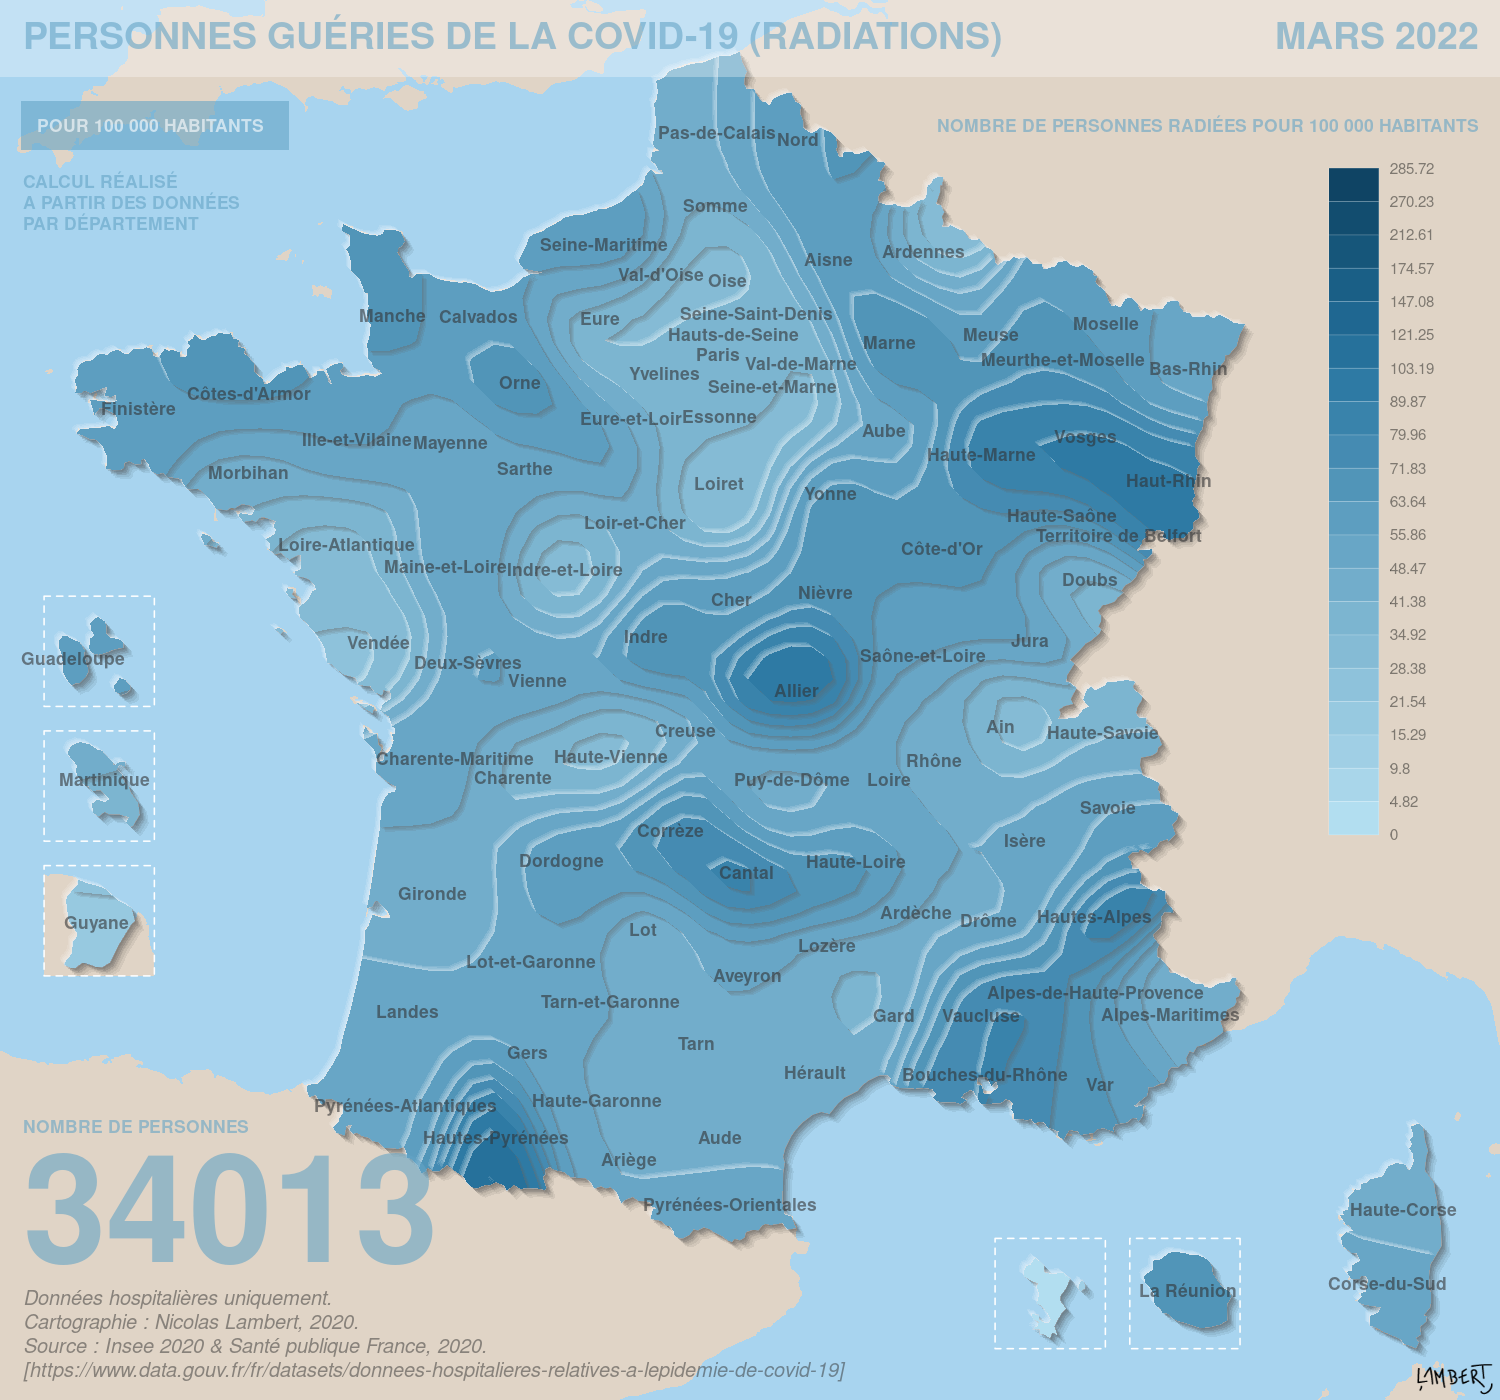 PERSONNES GUÉRIES DE LA COVID-19 (RADIATIONS)
MARS 2022
POUR 100 000 HABITANTS
CALCUL RÉALISÉ
A PARTIR DES DONNÉES
PAR DÉPARTEMENT
NOMBRE DE PERSONNES RADIÉES POUR 100 000 HABITANTS
285.72
270.23
212.61
174.57
147.08
121.25
103.19
89.87
79.96
71.83
63.64
55.86
48.47
41.38
34.92
28.38
21.54
15.29
9.8
4.82
0
Pas-de-Calais
Nord
Somme
Seine-Maritime
Ardennes
Aisne
Val-d'Oise
Oise
Manche
Calvados
Eure
Seine-Saint-Denis
Hauts-de-Seine
Paris
Val-de-Marne
Yvelines
Seine-et-Marne
Marne
Meuse
Moselle
Meurthe-et-Moselle
Bas-Rhin
Finistère
Côtes-d'Armor
Orne
Ille-et-Vilaine
Mayenne
Eure-et-Loir
Essonne
Aube
Haute-Marne
Vosges
Morbihan
Sarthe
Loiret
Yonne
Haut-Rhin
Loir-et-Cher
Haute-Saône
Territoire de Belfort
Loire-Atlantique
Maine-et-Loire
Indre-et-Loire
Côte-d'Or
Doubs
Cher
Nièvre
Vendée
Indre
Jura
Deux-Sèvres
Vienne
Saône-et-Loire
Allier
Guadeloupe
Creuse
Ain
Haute-Savoie
Charente-Maritime
Haute-Vienne
Charente
Puy-de-Dôme
Loire
Rhône
Martinique
Savoie
Corrèze
Isère
Dordogne
Cantal
Haute-Loire
Gironde
Ardèche
Drôme
Hautes-Alpes
Guyane
Lot
Lozère
Lot-et-Garonne
Aveyron
Alpes-de-Haute-Provence
Landes
Tarn-et-Garonne
Gard
Vaucluse
Alpes-Maritimes
Gers
Tarn
Hérault
Bouches-du-Rhône
Var
Pyrénées-Atlantiques
Haute-Garonne
Hautes-Pyrénées
Aude
Ariège
Pyrénées-Orientales
Haute-Corse
Corse-du-Sud
La Réunion
NOMBRE DE PERSONNES
34013
Données hospitalières uniquement.
Cartographie : Nicolas Lambert, 2020.
Source : Insee 2020 & Santé publique France, 2020.
[https://www.data.gouv.fr/fr/datasets/donnees-hospitalieres-relatives-a-lepidemie-de-covid-19]
LAMBERT